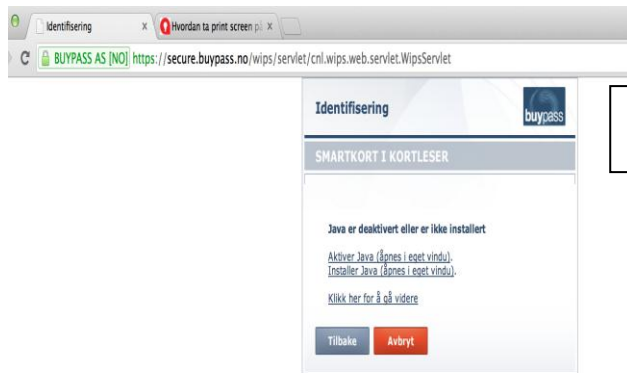 Identifisering
Hvordan ta print screen på
BUYPASS AS [NO] https://secure.buypass.no/wips/servlet/cnl.wips.web.servlet.WipsServlet
Identifisering
buypass
SMARTKORT I KORTLESER
Java er deaktivert eller er ikke installert
Aktiver Java (åpnes i eget vindu).
Installer Java (åpnes i eget vindu).
Klikk her for å gå videre
Tilbake
Avbryt